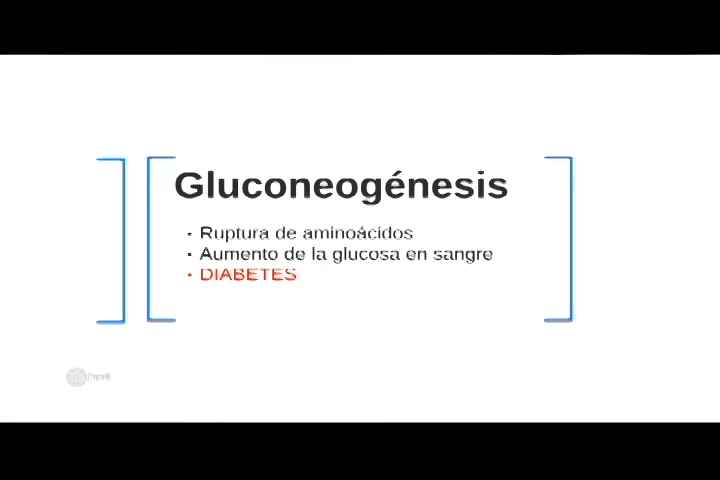 Gluconeogénesis
· Ruptura de aminoácidos
· Aumento de la glucosa en sangre
· DIABETES